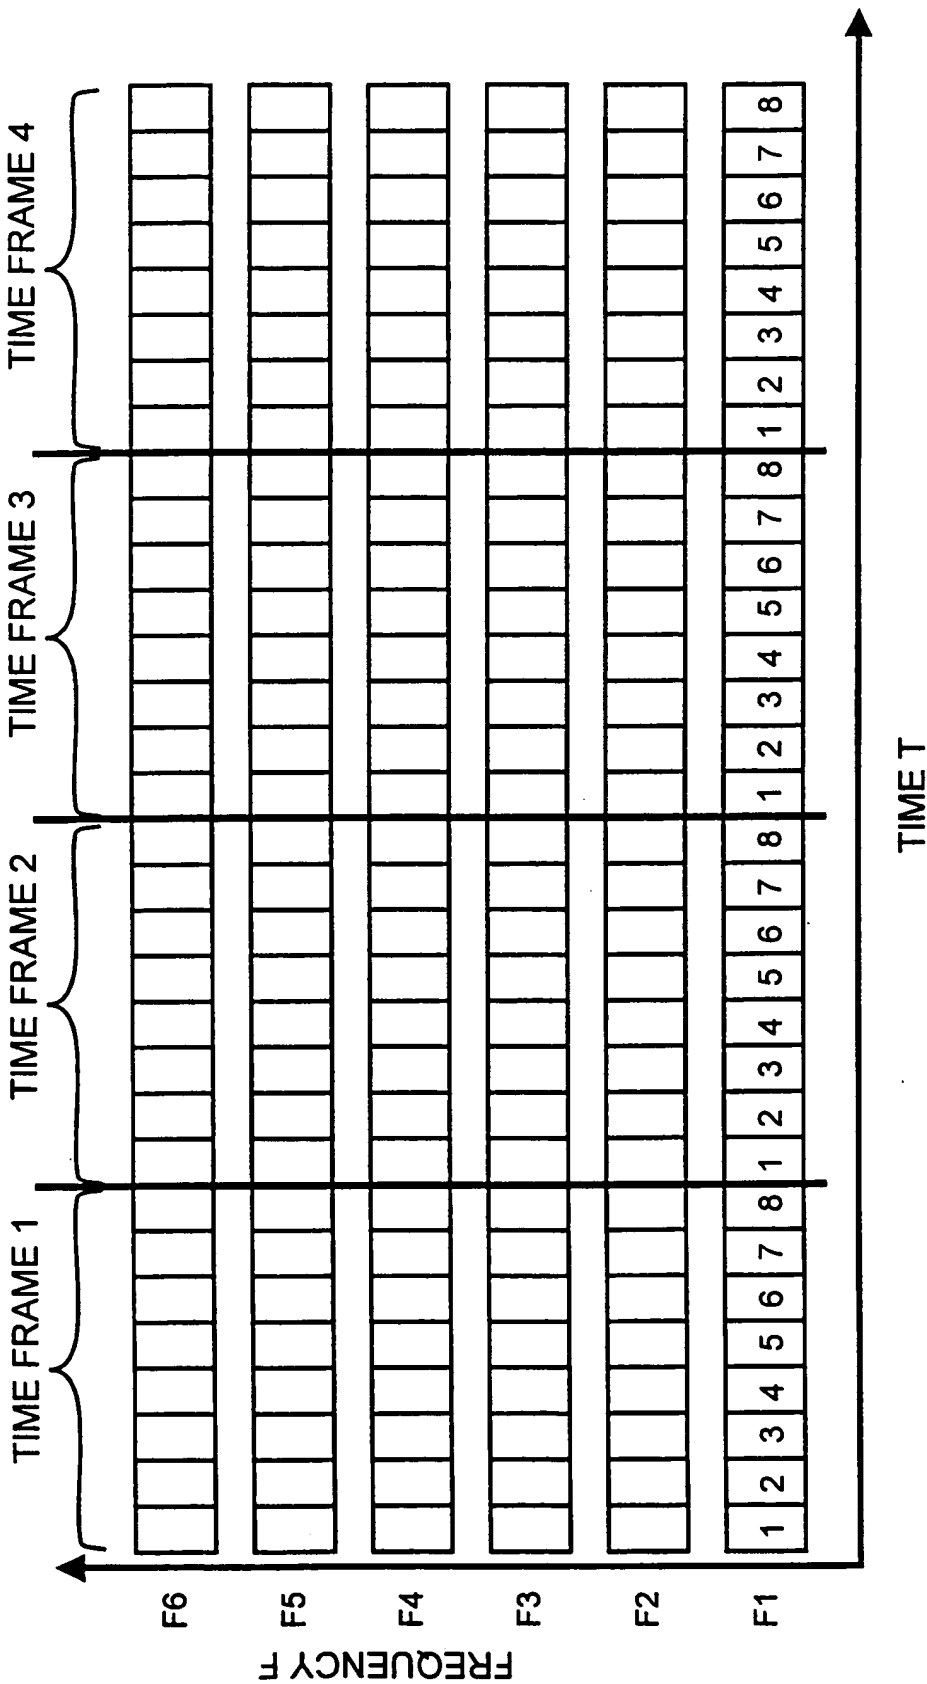 TIME FRAME 1 TIME FRAME 2 TIME FRAME 3 TIME FRAME 4
FREQUENCY F
F6
F5
F4
F3
F2
F1 1 2 3 4 5 6 7 8 1 2 3 4 5 6 7 8 1 2 3 4 5 6 7 8 1 2 3 4 5 6 7 8
TIME T